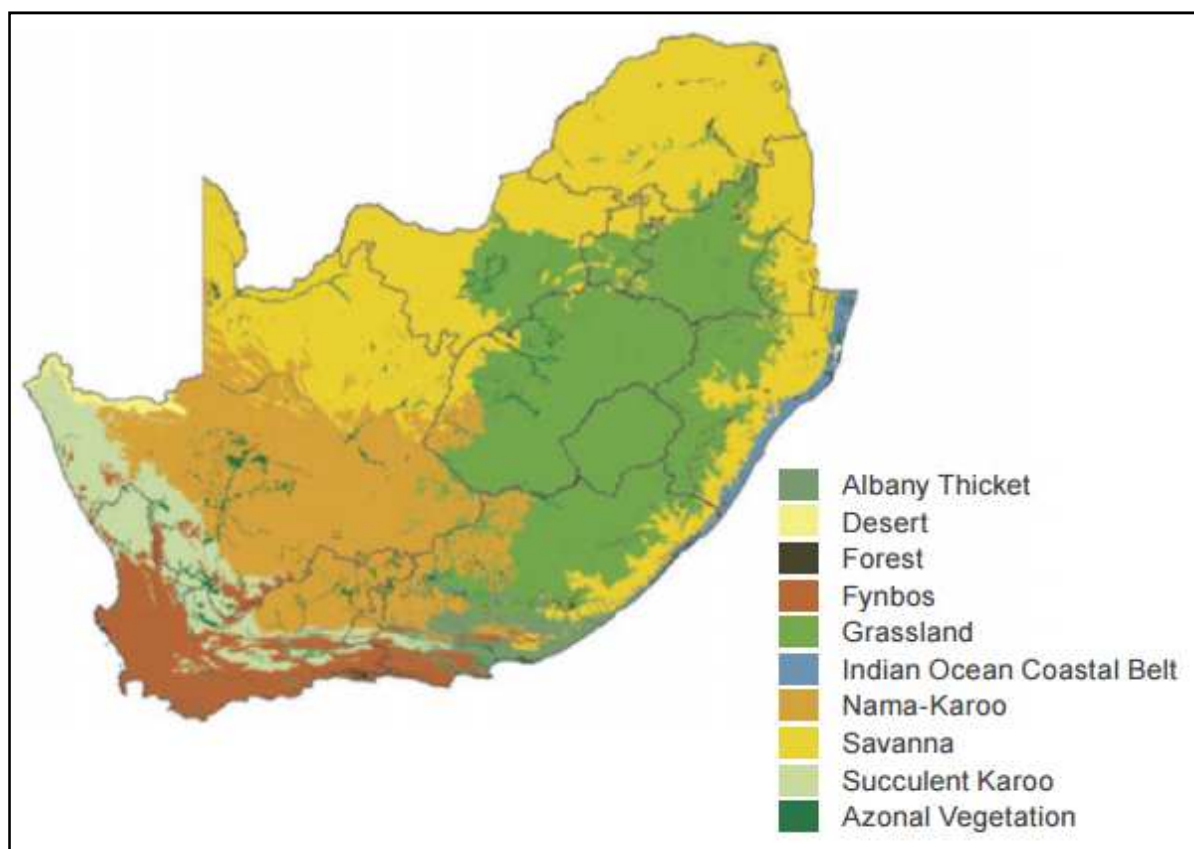 Albany Thicket
Desert
Forest
Fynbos
Grassland
Indian Ocean Coastal Belt
Nama-Karoo
Savanna
Succulent Karoo
Azonal Vegetation